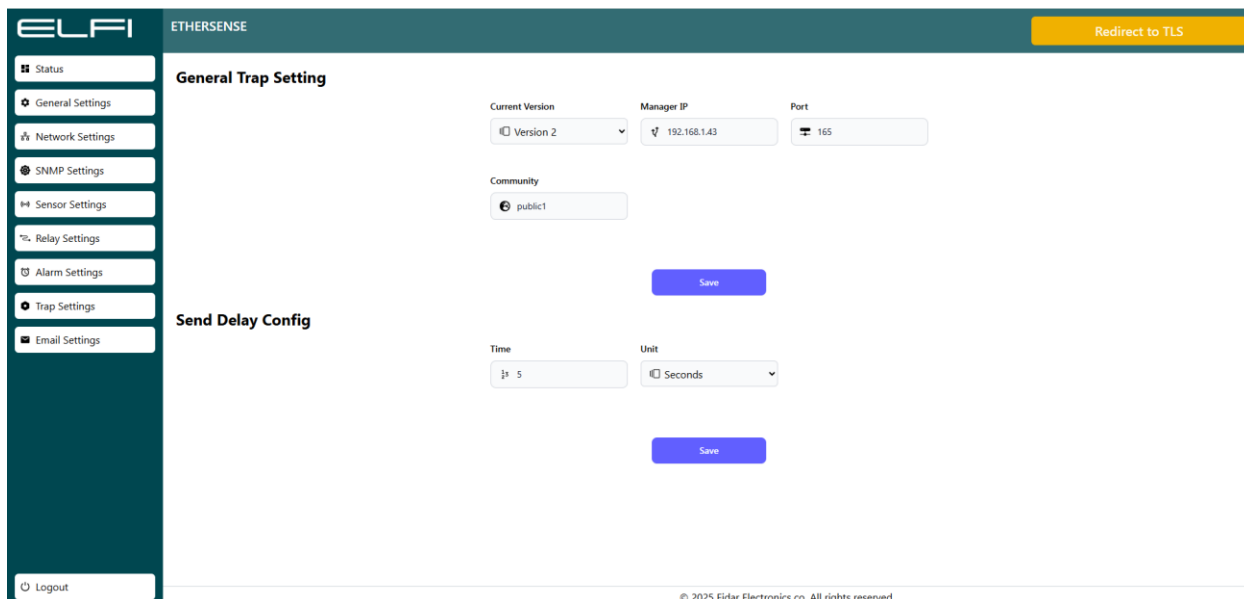 ELFI
ETHERSENSE
Redirect to TLS
Status
General Settings
Network Settings
SNMP Settings
Sensor Settings
Relay Settings
Alarm Settings
Trap Settings
Email Settings
Logout
General Trap Setting
Current Version Manager IP Port
Version 2 192.168.1.43 165
Community
public1
Save
Send Delay Config
Time Unit
5 Seconds
Save
© 2025 Fidar Electronics co. All rights reserved